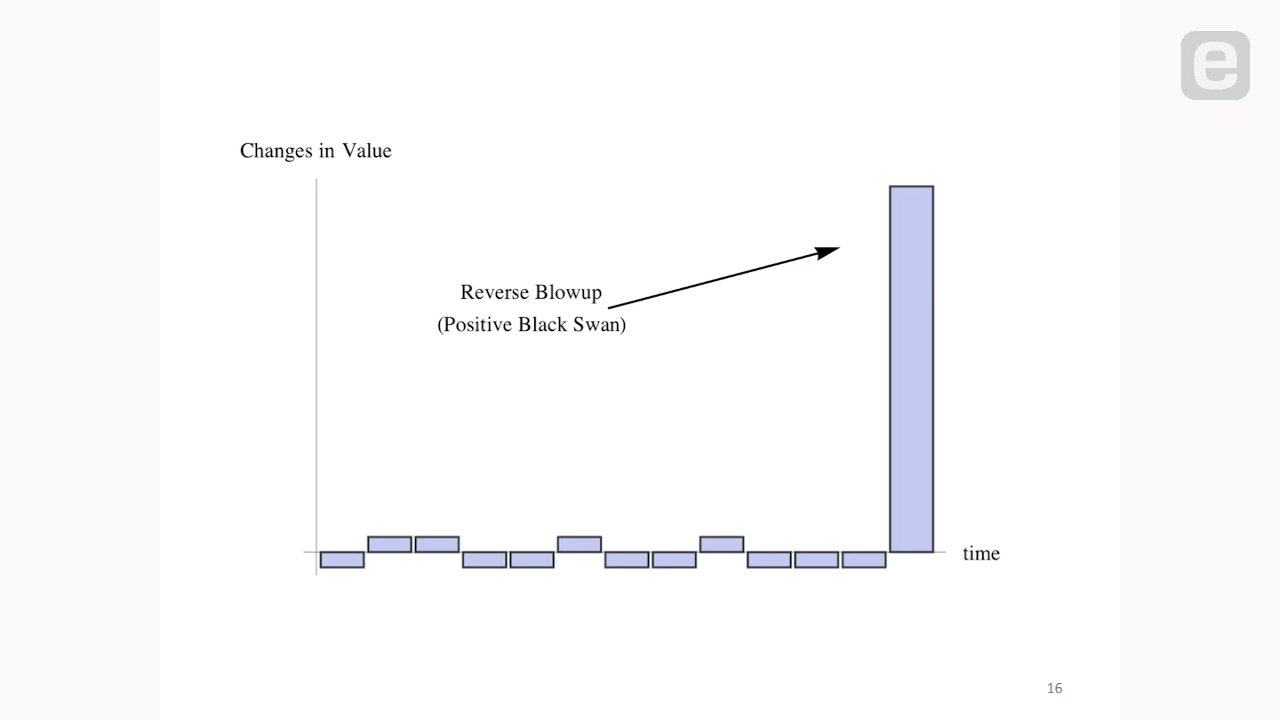 e
Changes in Value
Reverse Blowup
(Positive Black Swan)
time
16